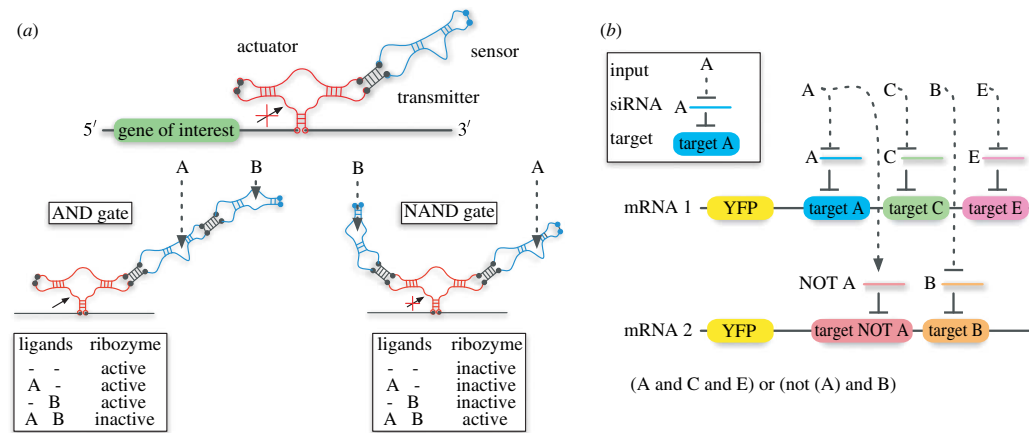 (a)
actuator
sensor
transmitter
5′ gene of interest 3′
A B
AND gate
ligands ribozyme
- - active
A - active
- B active
A B inactive
B A
NAND gate
ligands ribozyme
- - inactive
A - inactive
- B inactive
A B active
(b)
input A
siRNA A
target target A
A C B E
A C E
mRNA 1 YFP target A target C target E
NOT A B
mRNA 2 YFP target NOT A target B
(A and C and E) or (not (A) and B)